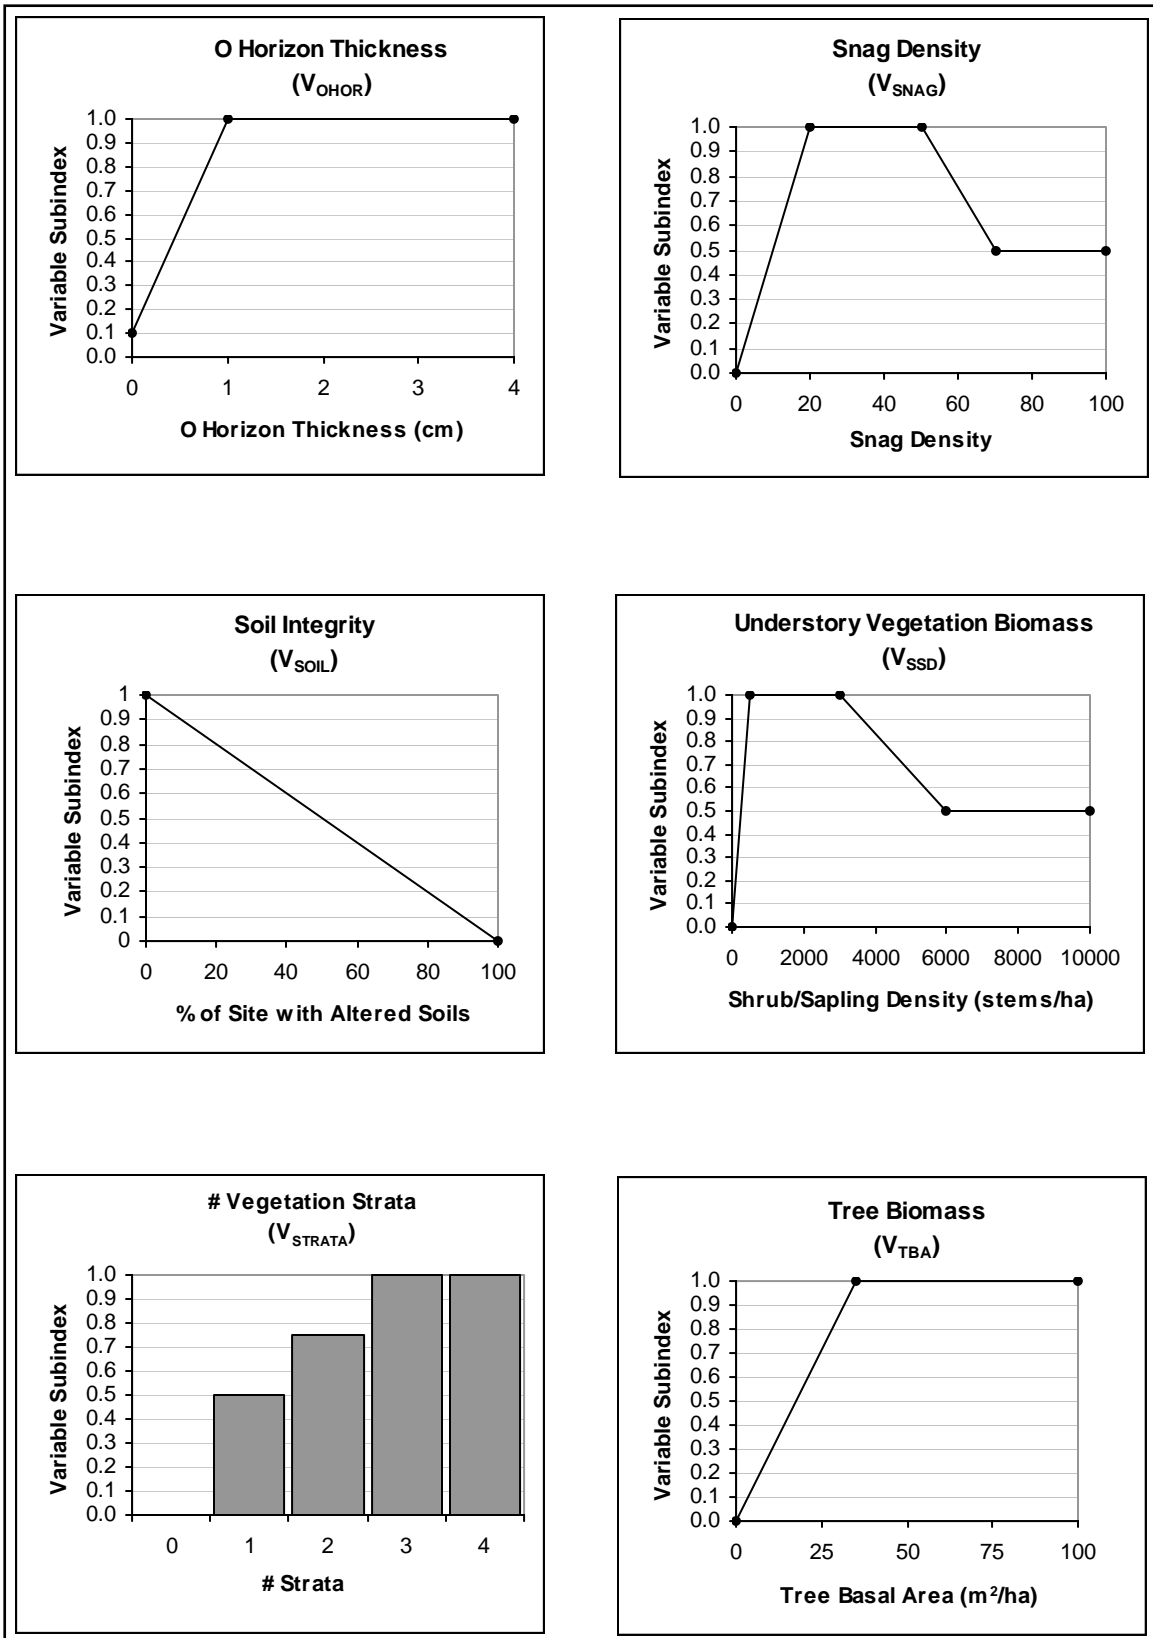 O Horizon Thickness
(V_OHOR)
Variable Subindex
1.0
0.9
0.8
0.7
0.6
0.5
0.4
0.3
0.2
0.1
0.0
0 1 2 3 4
O Horizon Thickness (cm)
Snag Density
(V_SNAG)
Variable Subindex
1.0
0.9
0.8
0.7
0.6
0.5
0.4
0.3
0.2
0.1
0.0
0 20 40 60 80 100
Snag Density
Soil Integrity
(V_SOIL)
Variable Subindex
1
0.9
0.8
0.7
0.6
0.5
0.4
0.3
0.2
0.1
0
0 20 40 60 80 100
% of Site with Altered Soils
Understory Vegetation Biomass
(V_SSD)
Variable Subindex
1.0
0.9
0.8
0.7
0.6
0.5
0.4
0.3
0.2
0.1
0.0
0 2000 4000 6000 8000 10000
Shrub/Sapling Density (stems/ha)
# Vegetation Strata
(V_STRATA)
Variable Subindex
1.0
0.9
0.8
0.7
0.6
0.5
0.4
0.3
0.2
0.1
0.0
0 1 2 3 4
# Strata
Tree Biomass
(V_TBA)
Variable Subindex
1.0
0.9
0.8
0.7
0.6
0.5
0.4
0.3
0.2
0.1
0.0
0 25 50 75 100
Tree Basal Area (m²/ha)